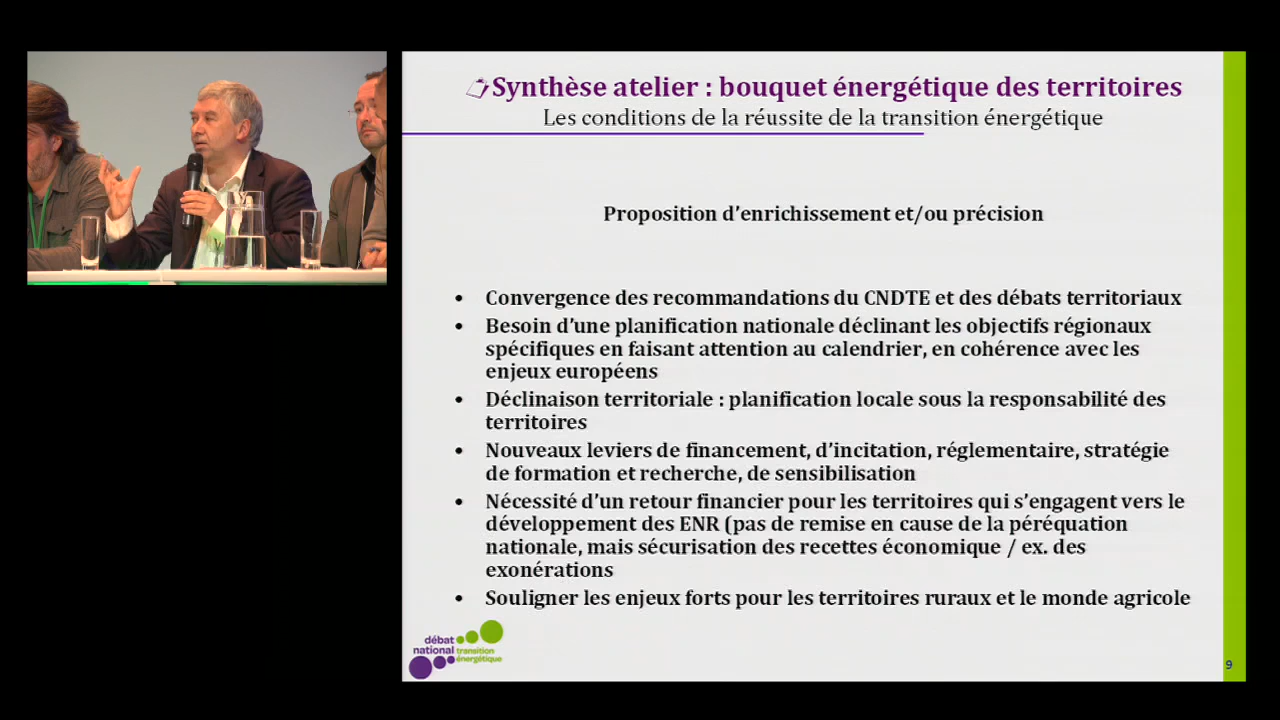 Synthèse atelier : bouquet énergétique des territoires
Les conditions de la réussite de la transition énergétique
Proposition d’enrichissement et/ou précision
• Convergence des recommandations du CNDTE et des débats territoriaux
• Besoin d’une planification nationale déclinant les objectifs régionaux
spécifiques en faisant attention au calendrier, en cohérence avec les
enjeux européens
• Déclinaison territoriale : planification locale sous la responsabilité des
territoires
• Nouveaux leviers de financement, d’incitation, réglementaire, stratégie
de formation et recherche, de sensibilisation
• Nécessité d’un retour financier pour les territoires qui s’engagent vers le
développement des ENR (pas de remise en cause de la péréquation
nationale, mais sécurisation des recettes économique / ex. des
exonérations
• Souligner les enjeux forts pour les territoires ruraux et le monde agricole
débat
national transition
énergétique
9